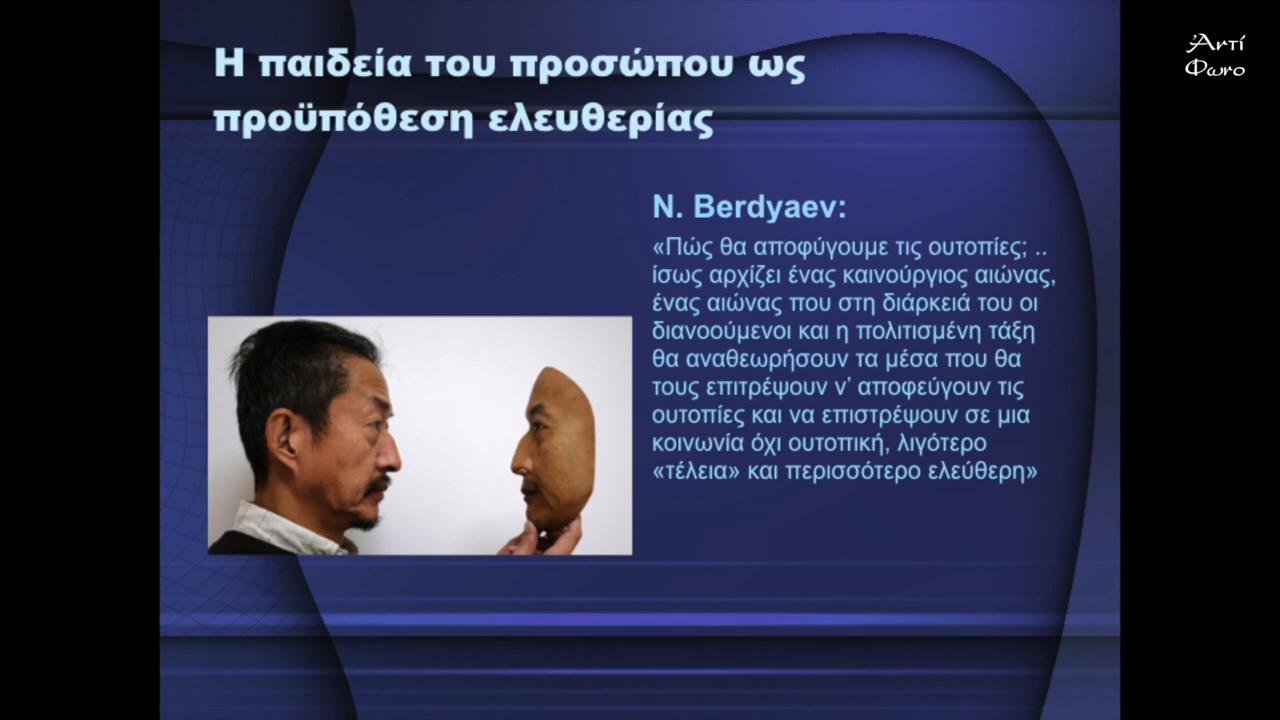 Η παιδεία του προσώπου ως
προϋπόθεση ελευθερίας
N. Berdyaev:
«Πώς θα αποφύγουμε τις ουτοπίες; ..
ίσως αρχίζει ένας καινούργιος αιώνας,
ένας αιώνας που στη διάρκειά του οι
διανοούμενοι και η πολιτισμένη τάξη
θα αναθεωρήσουν τα μέσα που θα
τους επιτρέψουν ν’ αποφεύγουν τις
ουτοπίες και να επιστρέψουν σε μια
κοινωνία όχι ουτοπική, λιγότερο
«τέλεια» και περισσότερο ελεύθερη»
Ἀντί
Φωνο